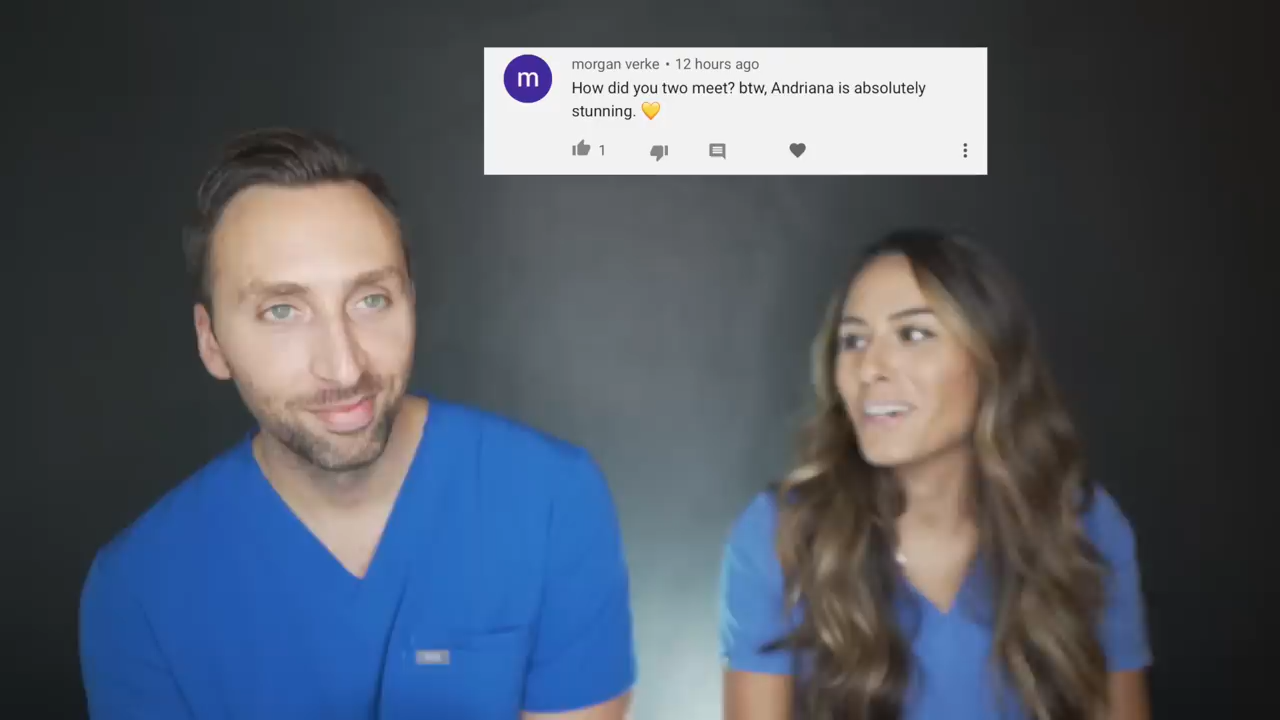 m
morgan verke • 12 hours ago
How did you two meet? btw, Andriana is absolutely
stunning. 💛
1